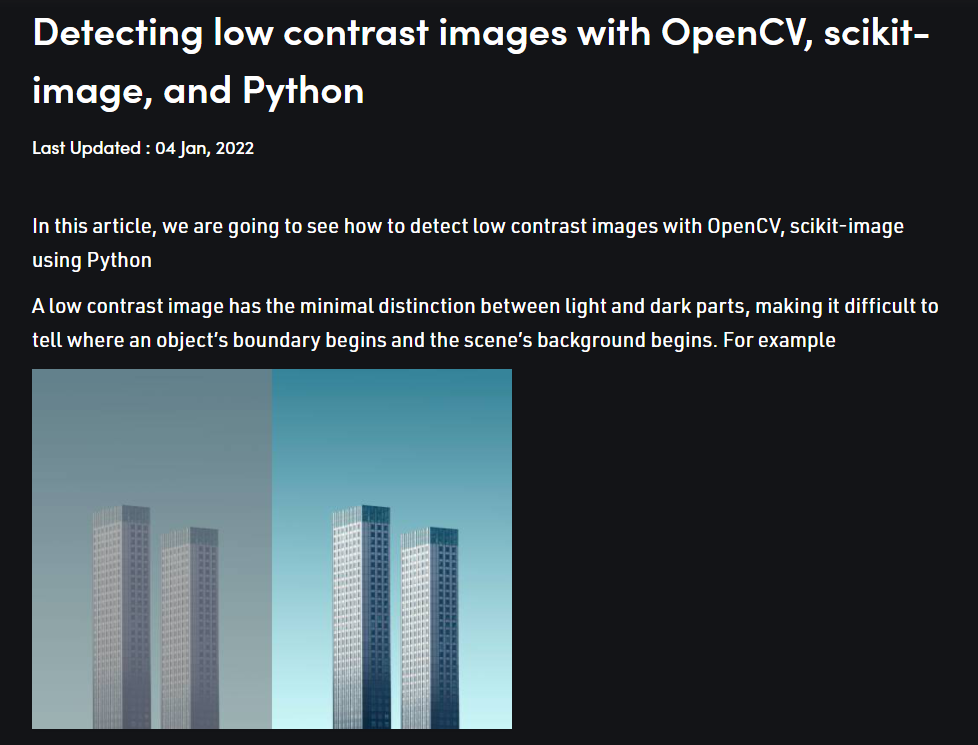 Detecting low contrast images with OpenCV, scikit-
image, and Python
Last Updated : 04 Jan, 2022
In this article, we are going to see how to detect low contrast images with OpenCV, scikit-image
using Python
A low contrast image has the minimal distinction between light and dark parts, making it difficult to
tell where an object’s boundary begins and the scene’s background begins. For example